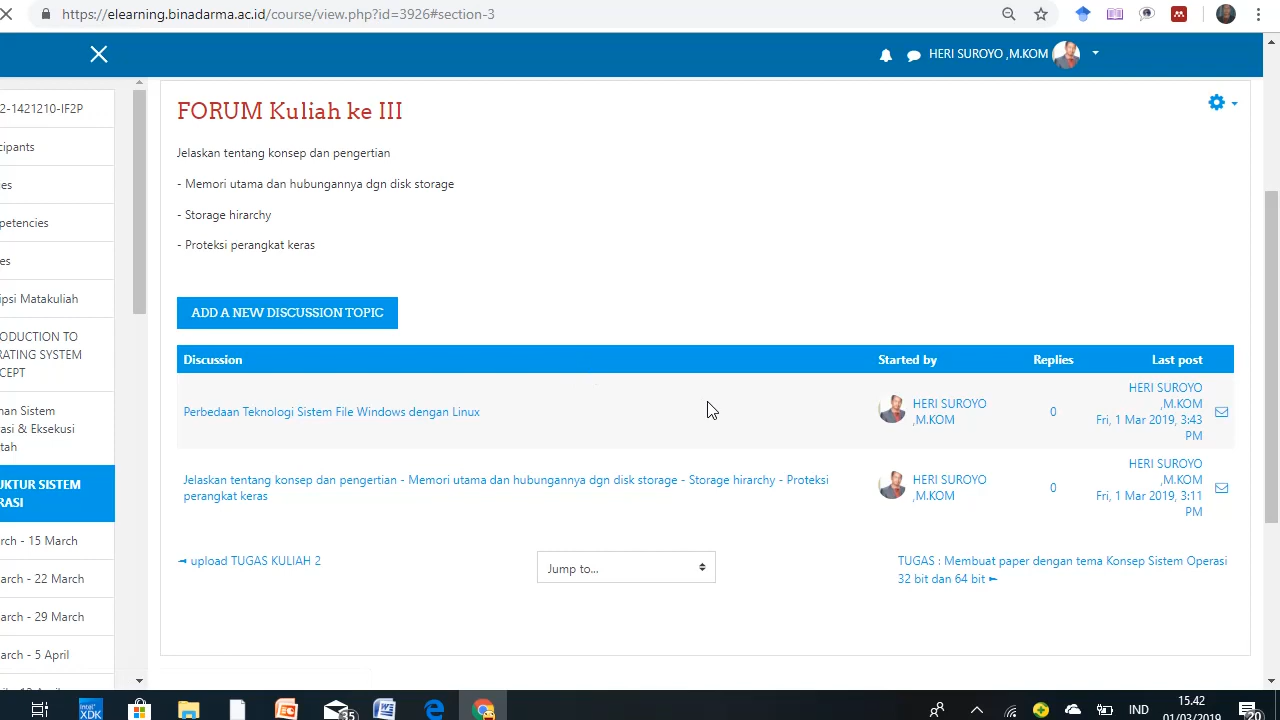 https://elearning.binadarma.ac.id/course/view.php?id=3926#section-3
HERI SUROYO ,M.KOM
2-1421210-IF2P
cipants
es
petencies
es
ipsi Matakuliah
ODUCTION TO
RATING SYSTEM
CEPT
nan Sistem
rasi & Eksekusi
tah
UKTUR SISTEM
RASI
rch - 15 March
arch - 22 March
arch - 29 March
arch - 5 April
FORUM Kuliah ke III
Jelaskan tentang konsep dan pengertian
- Memori utama dan hubungannya dgn disk storage
- Storage hirarchy
- Proteksi perangkat keras
ADD A NEW DISCUSSION TOPIC
Discussion Started by Replies Last post
Perbedaan Teknologi Sistem File Windows dengan Linux
HERI SUROYO
,M.KOM
0
HERI SUROYO
,M.KOM
Fri, 1 Mar 2019, 3:43
PM
Jelaskan tentang konsep dan pengertian - Memori utama dan hubungannya dgn disk storage - Storage hirarchy - Proteksi
perangkat keras
HERI SUROYO
,M.KOM
0
HERI SUROYO
,M.KOM
Fri, 1 Mar 2019, 3:11
PM
◄ upload TUGAS KULIAH 2
Jump to...
TUGAS : Membuat paper dengan tema Konsep Sistem Operasi
32 bit dan 64 bit ►
intel
XDK
35
IND
15.42
01/03/2019
20